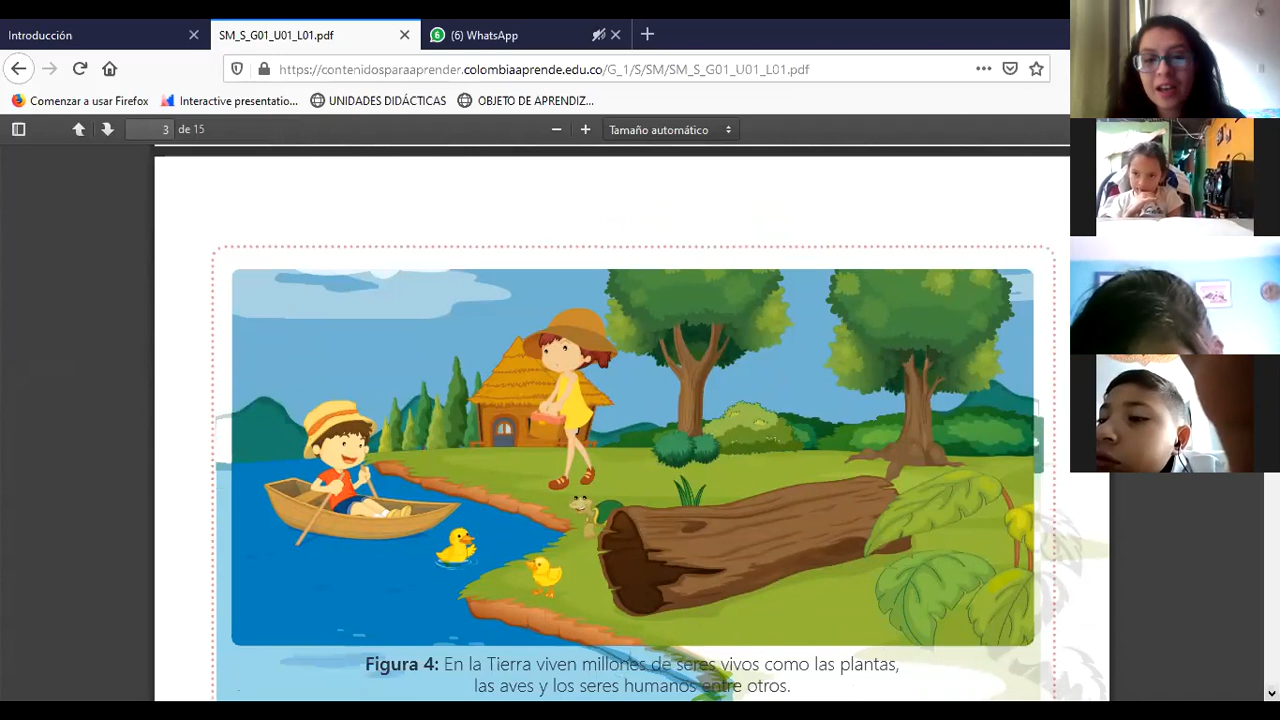 Introducción
SM_S_G01_U01_L01.pdf
6 (6) WhatsApp
https://contenidosparaaprender.colombiaaprende.edu.co/G_1/S/SM/SM_S_G01_U01_L01.pdf
Comenzar a usar Firefox
Interactive presentatio...
UNIDADES DIDÁCTICAS
OBJETO DE APRENDIZ...
3 de 15
Tamaño automático
Figura 4: En la Tierra viven millones de seres vivos como las plantas,
las aves y los seres humanos entre otros.